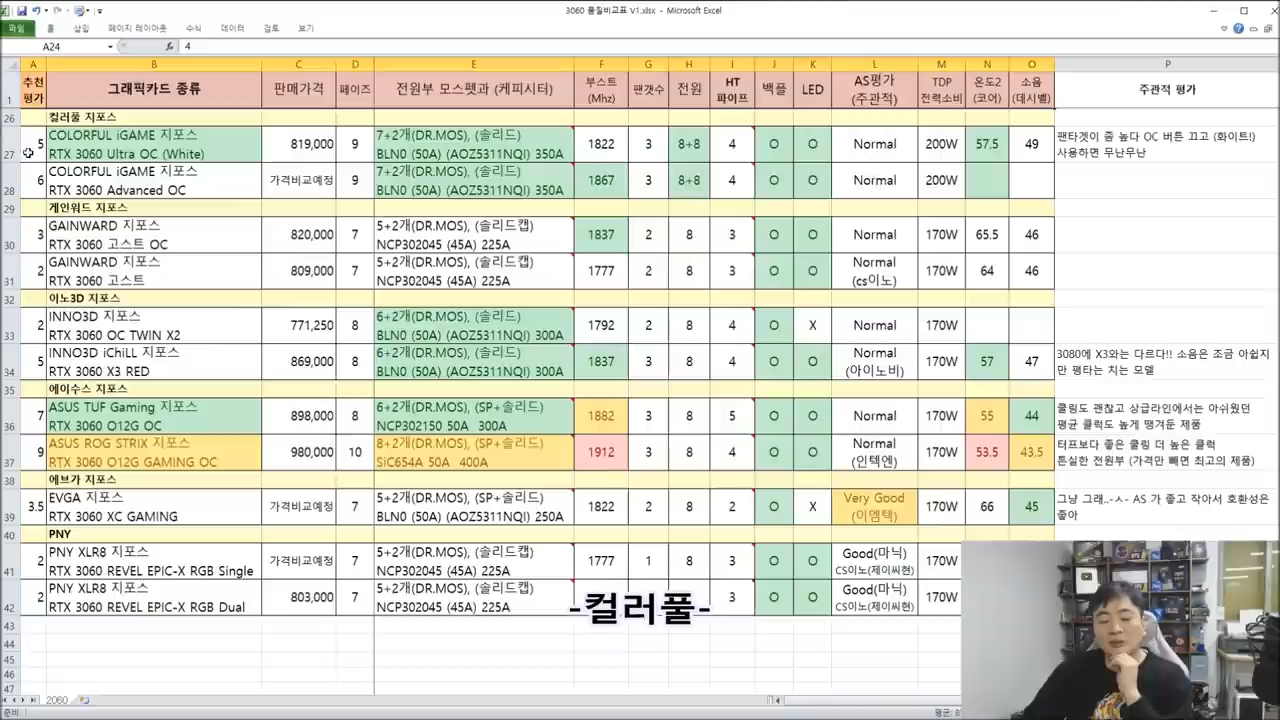 3060 품질비교표 V1.xlsx - Microsoft Excel
파일 홈 삽입 페이지 레이아웃 수식 데이터 검토 보기
A24 fx 4
A B C D E F G H I J K L M N O P
1 추천 평가 그래픽카드 종류 판매가격 페이즈 전원부 모스펫과 (케피시터) 부스트 (Mhz) 팬갯수 전원 HT 파이프 백플 LED AS평가 (주관적) TDP 전력소비 온도2 (코어) 소음 (데시벨) 주관적 평가
26 컬러풀 지포스
27 5 COLORFUL iGAME 지포스 RTX 3060 Ultra OC (White) 819,000 9 7+2개(DR.MOS), (솔리드) BLN0 (50A) (AOZ5311NQI) 350A 1822 3 8+8 4 O O Normal 200W 57.5 49 팬타겟이 좀 높다 OC 버튼 끄고 (화이트!) 사용하면 무난무난
28 6 COLORFUL iGAME 지포스 RTX 3060 Advanced OC 가격비교예정 9 7+2개(DR.MOS), (솔리드) BLN0 (50A) (AOZ5311NQI) 350A 1867 3 8+8 4 O O Normal 200W
29 게인워드 지포스
30 3 GAINWARD 지포스 RTX 3060 고스트 OC 820,000 7 5+2개(DR.MOS), (솔리드캡) NCP302045 (45A) 225A 1837 2 8 3 O O Normal 170W 65.5 46
31 2 GAINWARD 지포스 RTX 3060 고스트 809,000 7 5+2개(DR.MOS), (솔리드캡) NCP302045 (45A) 225A 1777 2 8 3 O O Normal (cs이노) 170W 64 46
32 이노3D 지포스
33 2 INNO3D 지포스 RTX 3060 OC TWIN X2 771,250 8 6+2개(DR.MOS), (솔리드) BLN0 (50A) (AOZ5311NQI) 300A 1792 2 8 4 O X Normal 170W
34 5 INNO3D iCHiLL 지포스 RTX 3060 X3 RED 869,000 8 6+2개(DR.MOS), (솔리드) BLN0 (50A) (AOZ5311NQI) 300A 1837 3 8 4 O O Normal (아이노비) 170W 57 47 3080에 X3와는 다르다!! 소음은 조금 아쉽지만 평타는 치는 모델
35 에이수스 지포스
36 7 ASUS TUF Gaming 지포스 RTX 3060 O12G OC 898,000 8 6+2개(DR.MOS), (SP+솔리드) NCP302150 50A 300A 1882 3 8 5 O O Normal 170W 55 44 쿨링도 괜찮고 상급라인에서는 아쉬웠던 평균 클럭도 높게 땡겨둔 제품
37 9 ASUS ROG STRIX 지포스 RTX 3060 O12G GAMING OC 980,000 10 8+2개(DR.MOS), (SP+솔리드) SiC654A 50A 400A 1912 3 8 4 O O Normal (인텍엔) 170W 53.5 43.5 터프보다 좋은 쿨링 더 높은 클럭 튼실한 전원부 (가격만 빼면 최고의 제품)
38 에브가 지포스
39 3.5 EVGA 지포스 RTX 3060 XC GAMING 가격비교예정 7 5+2개(DR.MOS), (SP+솔리드) BLN0 (50A) (AOZ5311NQI) 250A 1822 2 8 2 O X Very Good (이엠텍) 170W 66 45 그냥 그래..-ㅅ- AS 가 좋고 작아서 호환성은 좋아
40 PNY
41 2 PNY XLR8 지포스 RTX 3060 REVEL EPIC-X RGB Single 가격비교예정 7 5+2개(DR.MOS), (솔리드캡) NCP302045 (45A) 225A 1777 1 8 3 O O Good(마닉) CS이노(제이씨현) 170W
42 2 PNY XLR8 지포스 RTX 3060 REVEL EPIC-X RGB Dual 803,000 7 5+2개(DR.MOS), (솔리드캡) NCP302045 (45A) 225A 3 O O Good(마닉) CS이노(제이씨현) 170W
-컬러풀-
43
44
45
46
47
2060
준비 평균: